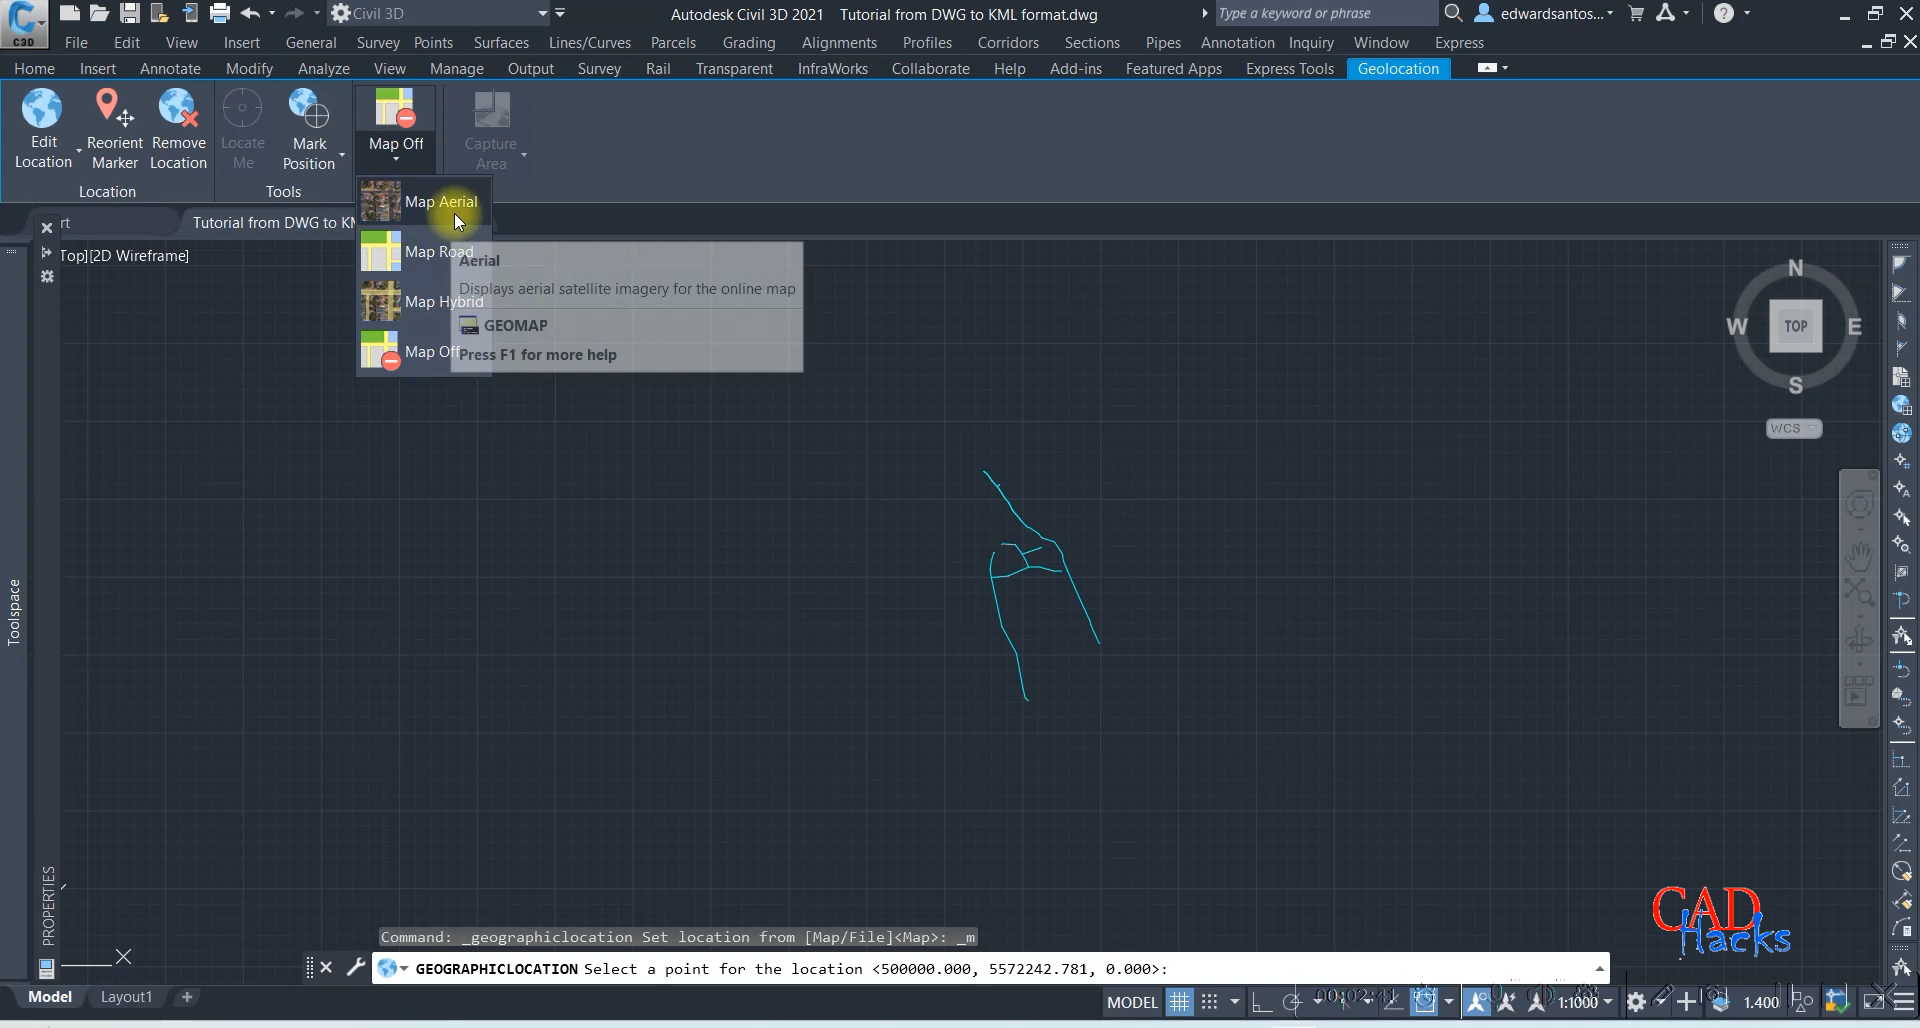 C3D
Civil 3D
Autodesk Civil 3D 2021 Tutorial from DWG to KML format.dwg
Type a keyword or phrase
edwardsantos...
File Edit View Insert General Survey Points Surfaces Lines/Curves Parcels Grading Alignments Profiles Corridors Sections Pipes Annotation Inquiry Window Express
Home Insert Annotate Modify Analyze View Manage Output Survey Rail Transparent InfraWorks Collaborate Help Add-ins Featured Apps Express Tools Geolocation
Edit Location
Reorient Marker
Remove Location
Locate Me
Mark Position
Map Off
Capture Area
Location
Tools
Map Aerial
Map Road
Map Hybrid
Map Off
Aerial
Displays aerial satellite imagery for the online map
GEOMAP
Press F1 for more help
rt
Tutorial from DWG to KM
Top][2D Wireframe]
N
W TOP E
S
WCS
Toolspace
PROPERTIES
CAD
Hacks
Command: _geographiclocation Set location from [Map/File]<Map>: _m
GEOGRAPHICLOCATION Select a point for the location <500000.000, 5572242.781, 0.000>:
Model Layout1 +
MODEL
00:02:41
1:1000
1.400